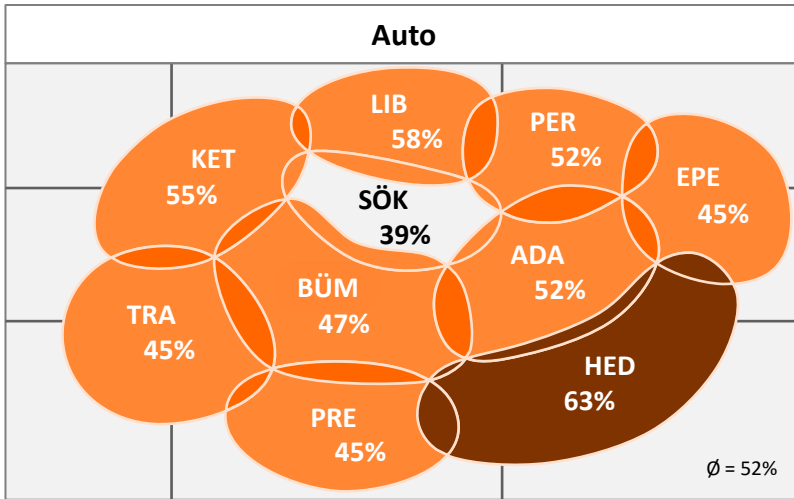 Auto
LIB
58%
PER
52%
KET
55%
EPE
45%
SÖK
39%
ADA
52%
BÜM
47%
TRA
45%
HED
63%
PRE
45%
Ø = 52%